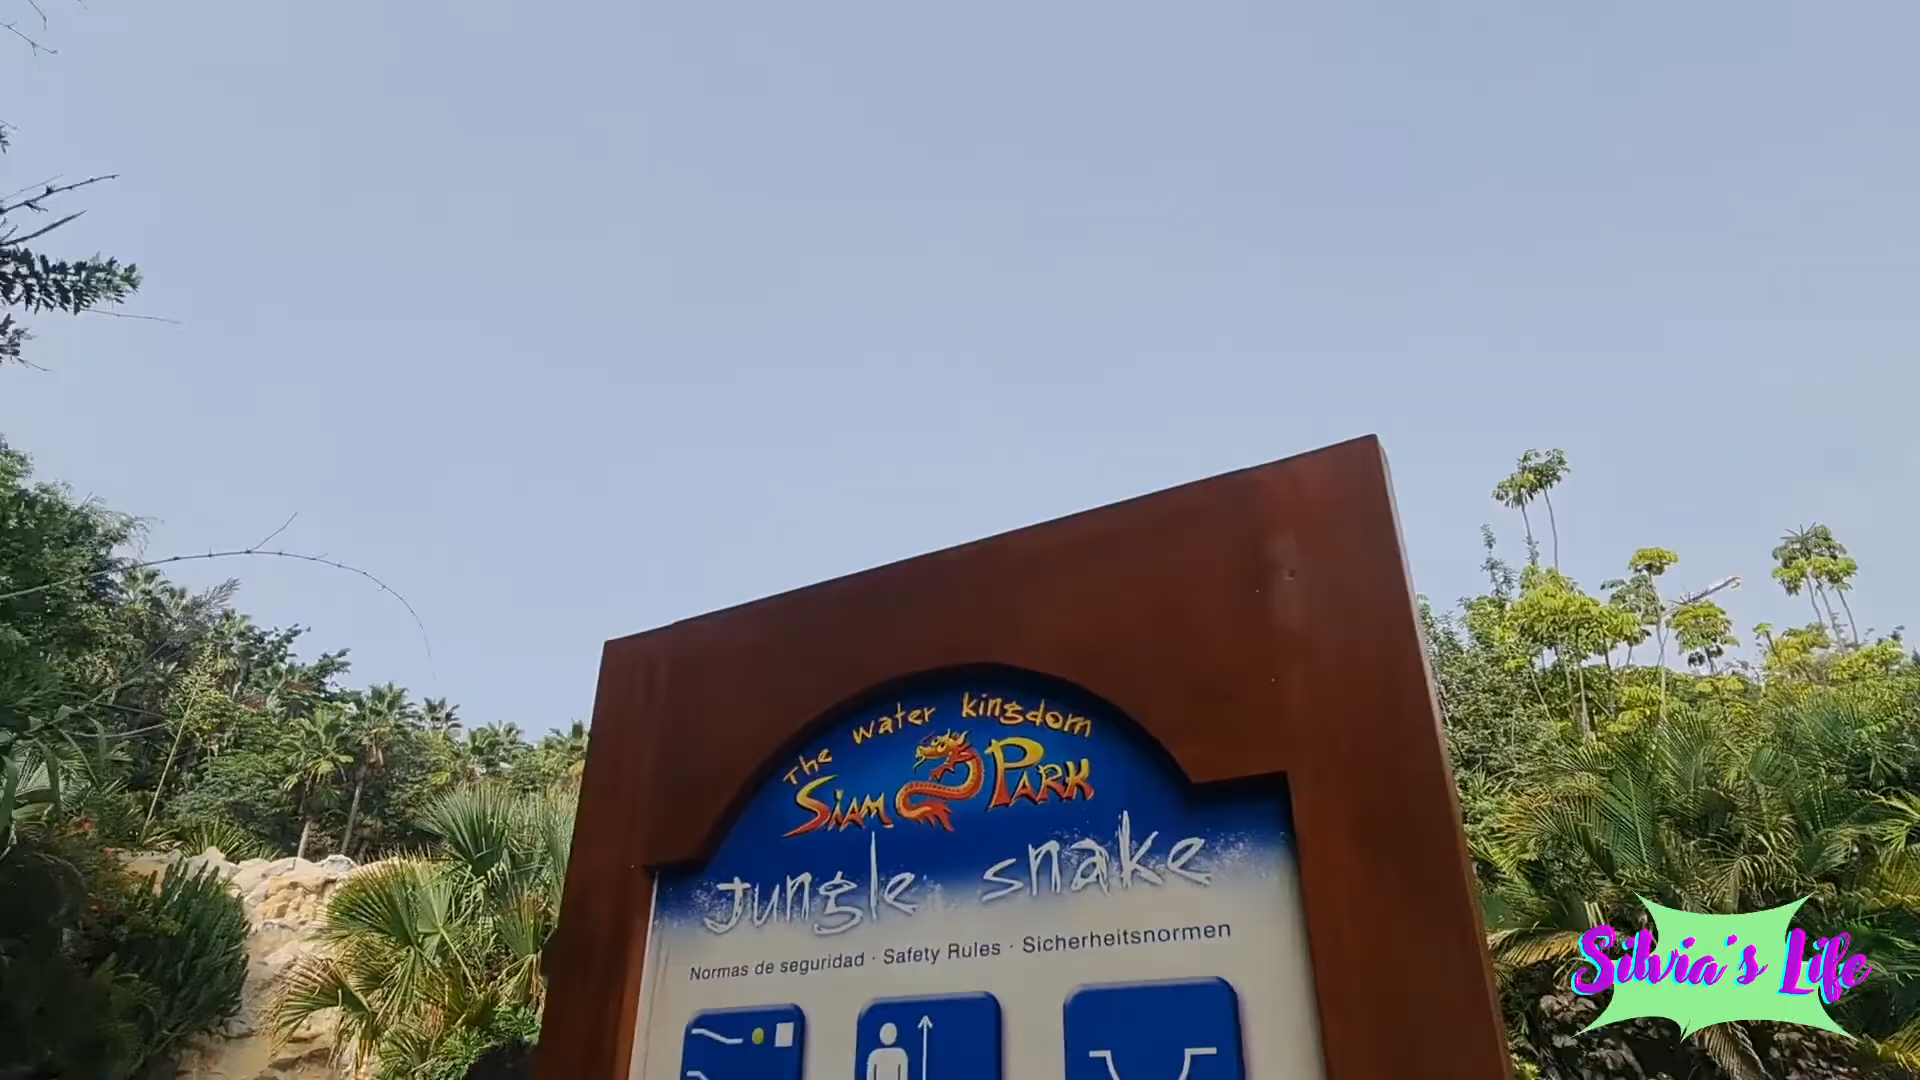 The water kingdom
SIAM PARK
Jungle snake
Normas de seguridad · Safety Rules · Sicherheitsnormen
Silvia's Life